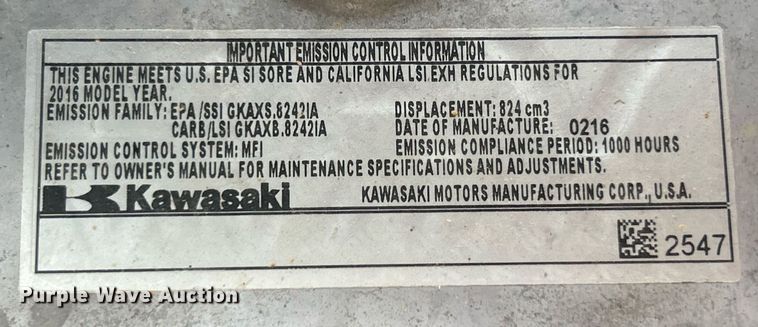 IMPORTANT EMISSION CONTROL INFORMATION
THIS ENGINE MEETS U.S. EPA SI SORE AND CALIFORNIA LSI.EXH REGULATIONS FOR
2016 MODEL YEAR.
EMISSION FAMILY: EPA/SSI GKAXS.8242IA DISPLACEMENT: 824 cm3
CARB/LSI GKAXB.8242IA DATE OF MANUFACTURE: 0216
EMISSION CONTROL SYSTEM: MFI EMISSION COMPLIANCE PERIOD: 1000 HOURS
REFER TO OWNER'S MANUAL FOR MAINTENANCE SPECIFICATIONS AND ADJUSTMENTS.
Kawasaki KAWASAKI MOTORS MANUFACTURING CORP., U.S.A.
2547
Purple Wave Auction